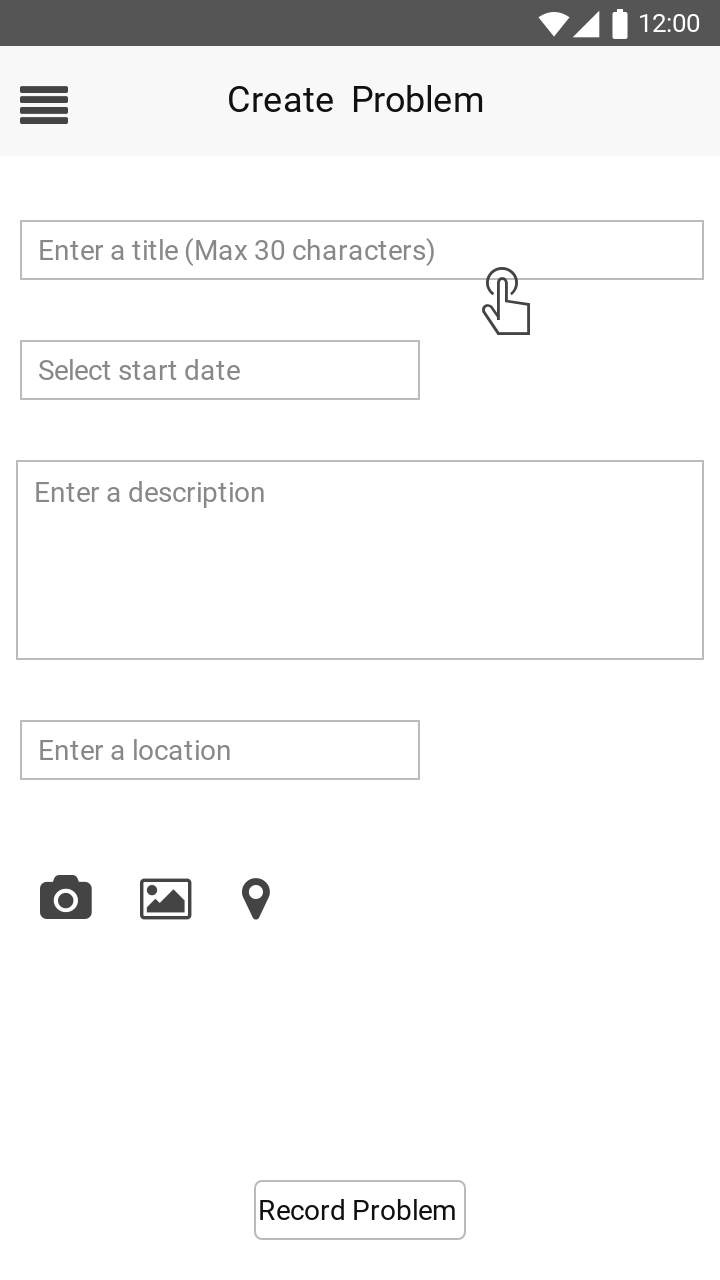 12:00
Create Problem
Enter a title (Max 30 characters)
Select start date
Enter a description
Enter a location
Record Problem